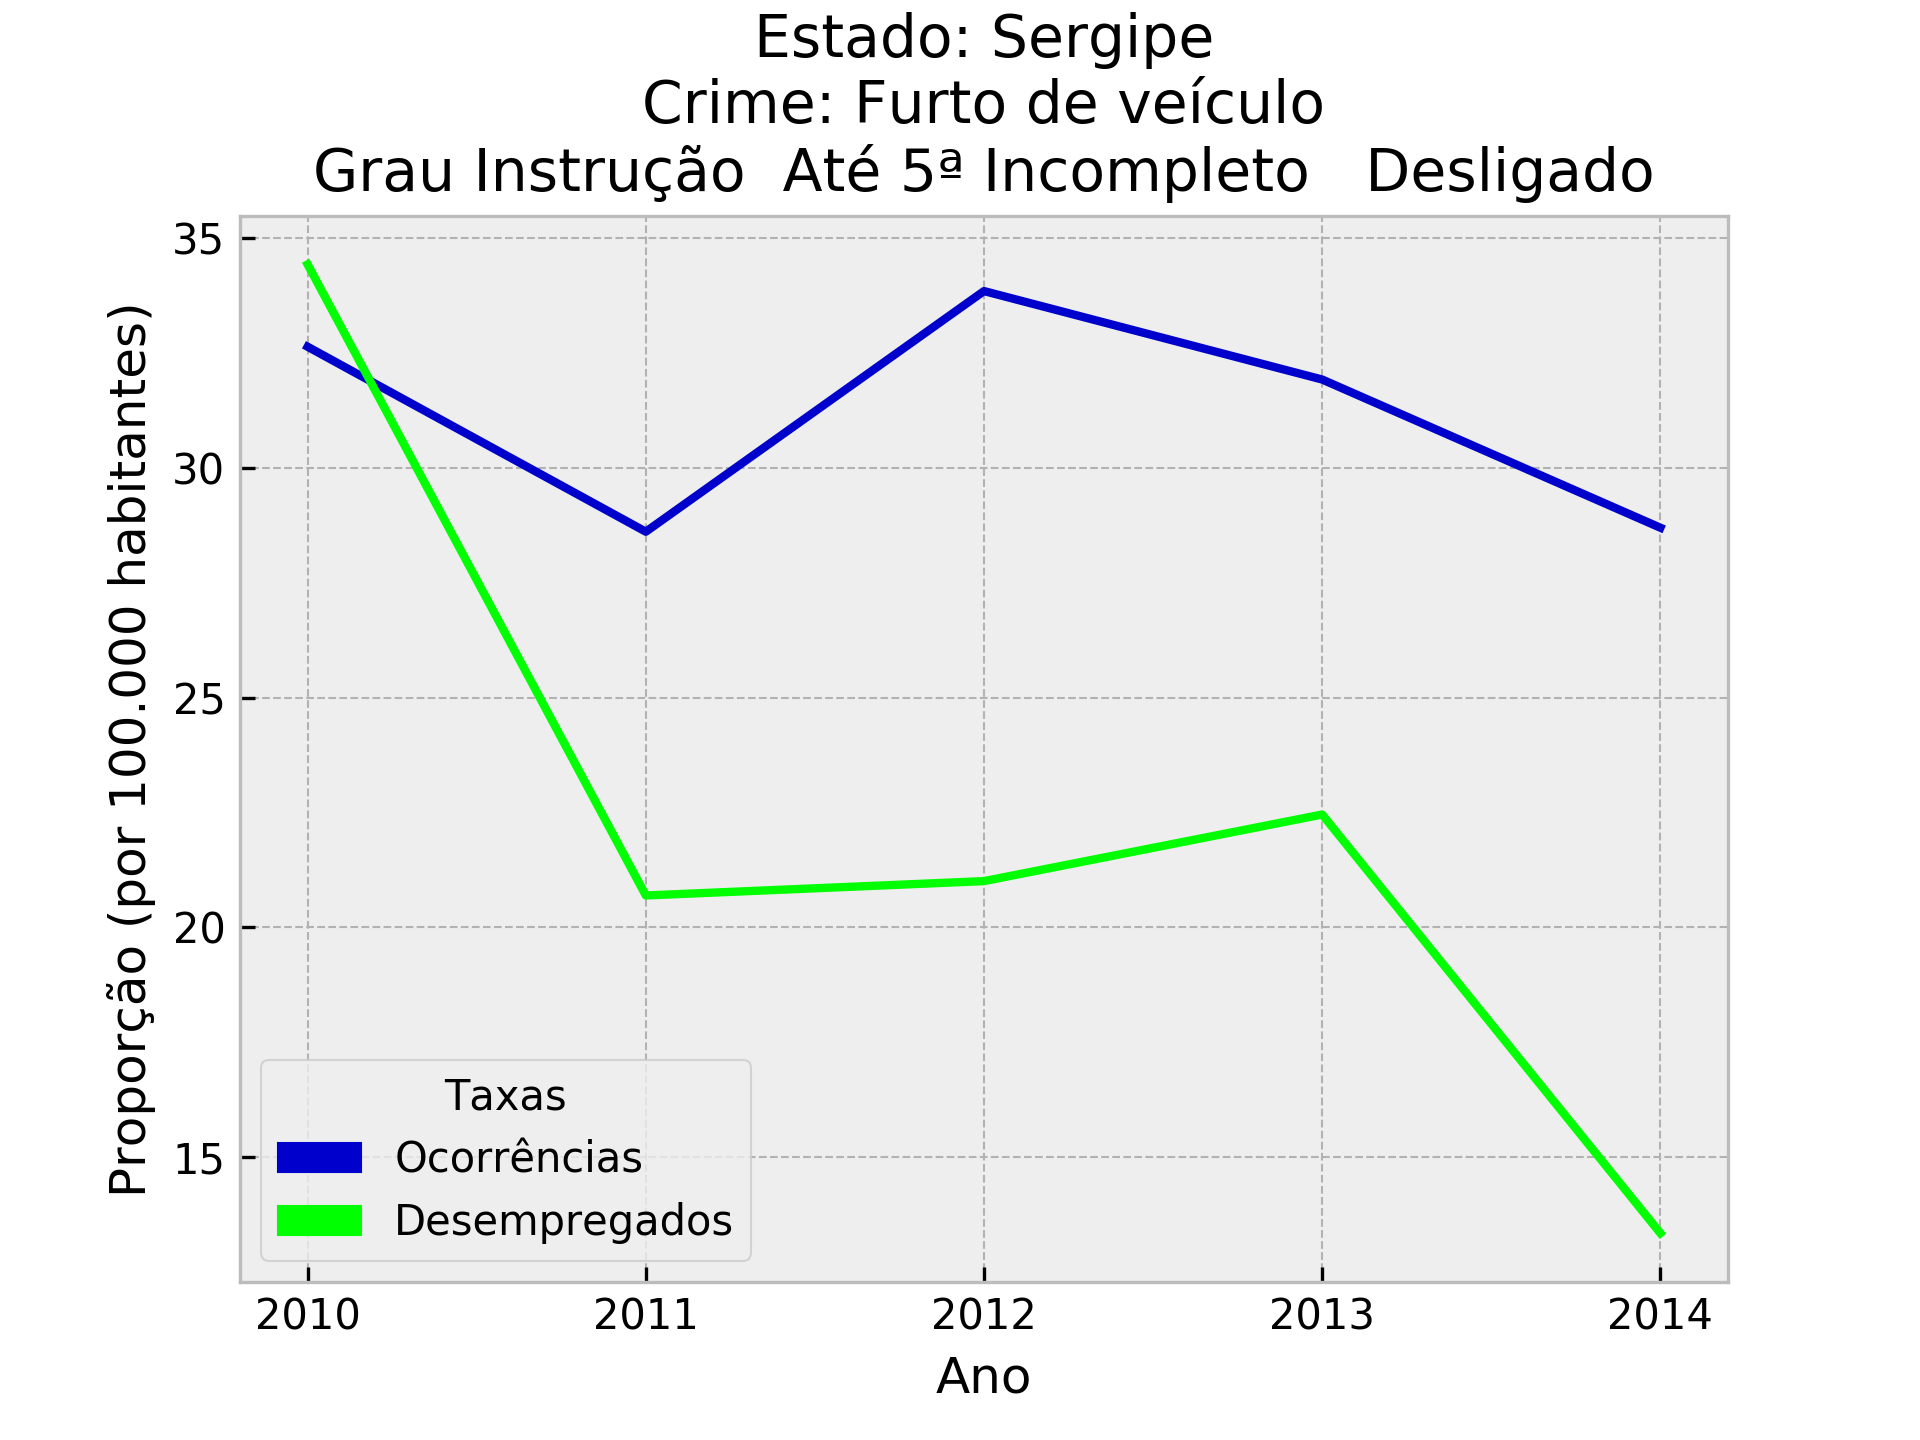 Estado: Sergipe
Crime: Furto de veículo
Grau Instrução  Até 5ª Incompleto   Desligado
Proporção (por 100.000 habitantes)
35
30
25
20
15
Taxas
Ocorrências
Desempregados
2010 2011 2012 2013 2014
Ano